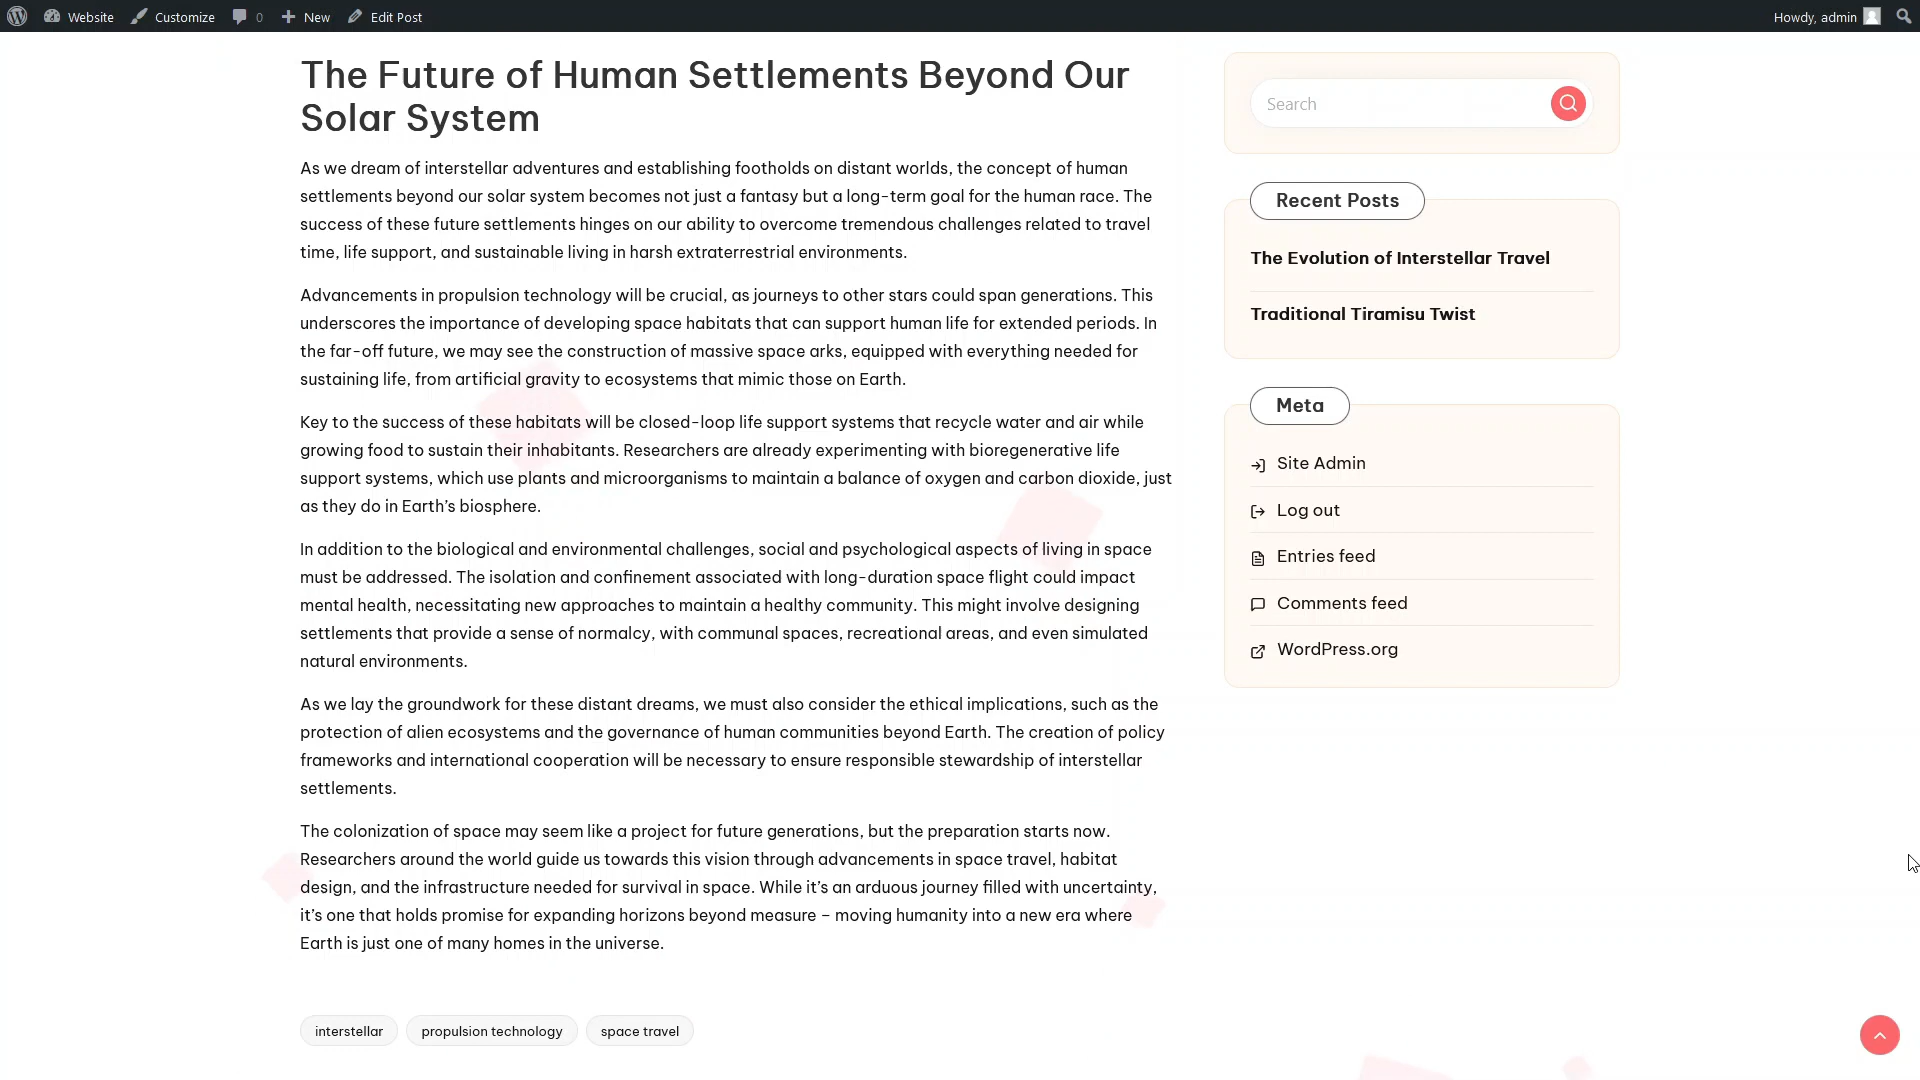 Website Customize 0 New Edit Post Howdy, admin
The Future of Human Settlements Beyond Our
Solar System
As we dream of interstellar adventures and establishing footholds on distant worlds, the concept of human
settlements beyond our solar system becomes not just a fantasy but a long-term goal for the human race. The
success of these future settlements hinges on our ability to overcome tremendous challenges related to travel
time, life support, and sustainable living in harsh extraterrestrial environments.
Advancements in propulsion technology will be crucial, as journeys to other stars could span generations. This
underscores the importance of developing space habitats that can support human life for extended periods. In
the far-off future, we may see the construction of massive space arks, equipped with everything needed for
sustaining life, from artificial gravity to ecosystems that mimic those on Earth.
Key to the success of these habitats will be closed-loop life support systems that recycle water and air while
growing food to sustain their inhabitants. Researchers are already experimenting with bioregenerative life
support systems, which use plants and microorganisms to maintain a balance of oxygen and carbon dioxide, just
as they do in Earth’s biosphere.
In addition to the biological and environmental challenges, social and psychological aspects of living in space
must be addressed. The isolation and confinement associated with long-duration space flight could impact
mental health, necessitating new approaches to maintain a healthy community. This might involve designing
settlements that provide a sense of normalcy, with communal spaces, recreational areas, and even simulated
natural environments.
As we lay the groundwork for these distant dreams, we must also consider the ethical implications, such as the
protection of alien ecosystems and the governance of human communities beyond Earth. The creation of policy
frameworks and international cooperation will be necessary to ensure responsible stewardship of interstellar
settlements.
The colonization of space may seem like a project for future generations, but the preparation starts now.
Researchers around the world guide us towards this vision through advancements in space travel, habitat
design, and the infrastructure needed for survival in space. While it’s an arduous journey filled with uncertainty,
it’s one that holds promise for expanding horizons beyond measure – moving humanity into a new era where
Earth is just one of many homes in the universe.
interstellar propulsion technology space travel
Search
Recent Posts
The Evolution of Interstellar Travel
Traditional Tiramisu Twist
Meta
Site Admin
Log out
Entries feed
Comments feed
WordPress.org